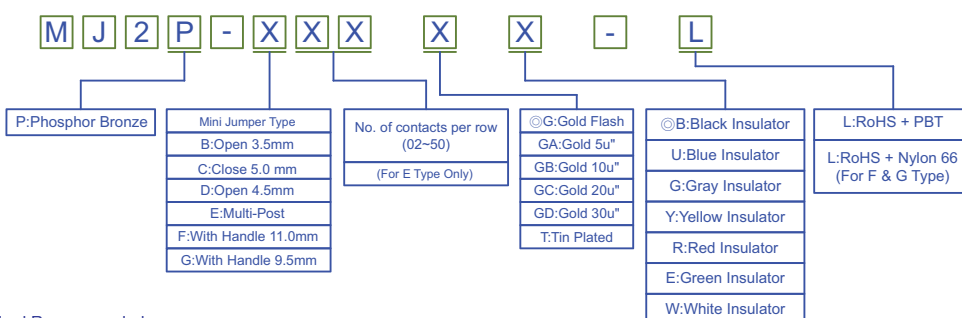 M J 2 P - X X X X X - L
P:Phosphor Bronze
Mini Jumper Type
B:Open 3.5mm
C:Close 5.0 mm
D:Open 4.5mm
E:Multi-Post
F:With Handle 11.0mm
G:With Handle 9.5mm
No. of contacts per row
(02~50)
(For E Type Only)
◎G:Gold Flash
GA:Gold 5u"
GB:Gold 10u"
GC:Gold 20u"
GD:Gold 30u"
T:Tin Plated
◎B:Black Insulator
U:Blue Insulator
G:Gray Insulator
Y:Yellow Insulator
R:Red Insulator
E:Green Insulator
W:White Insulator
L:RoHS + PBT
L:RoHS + Nylon 66
(For F & G Type)